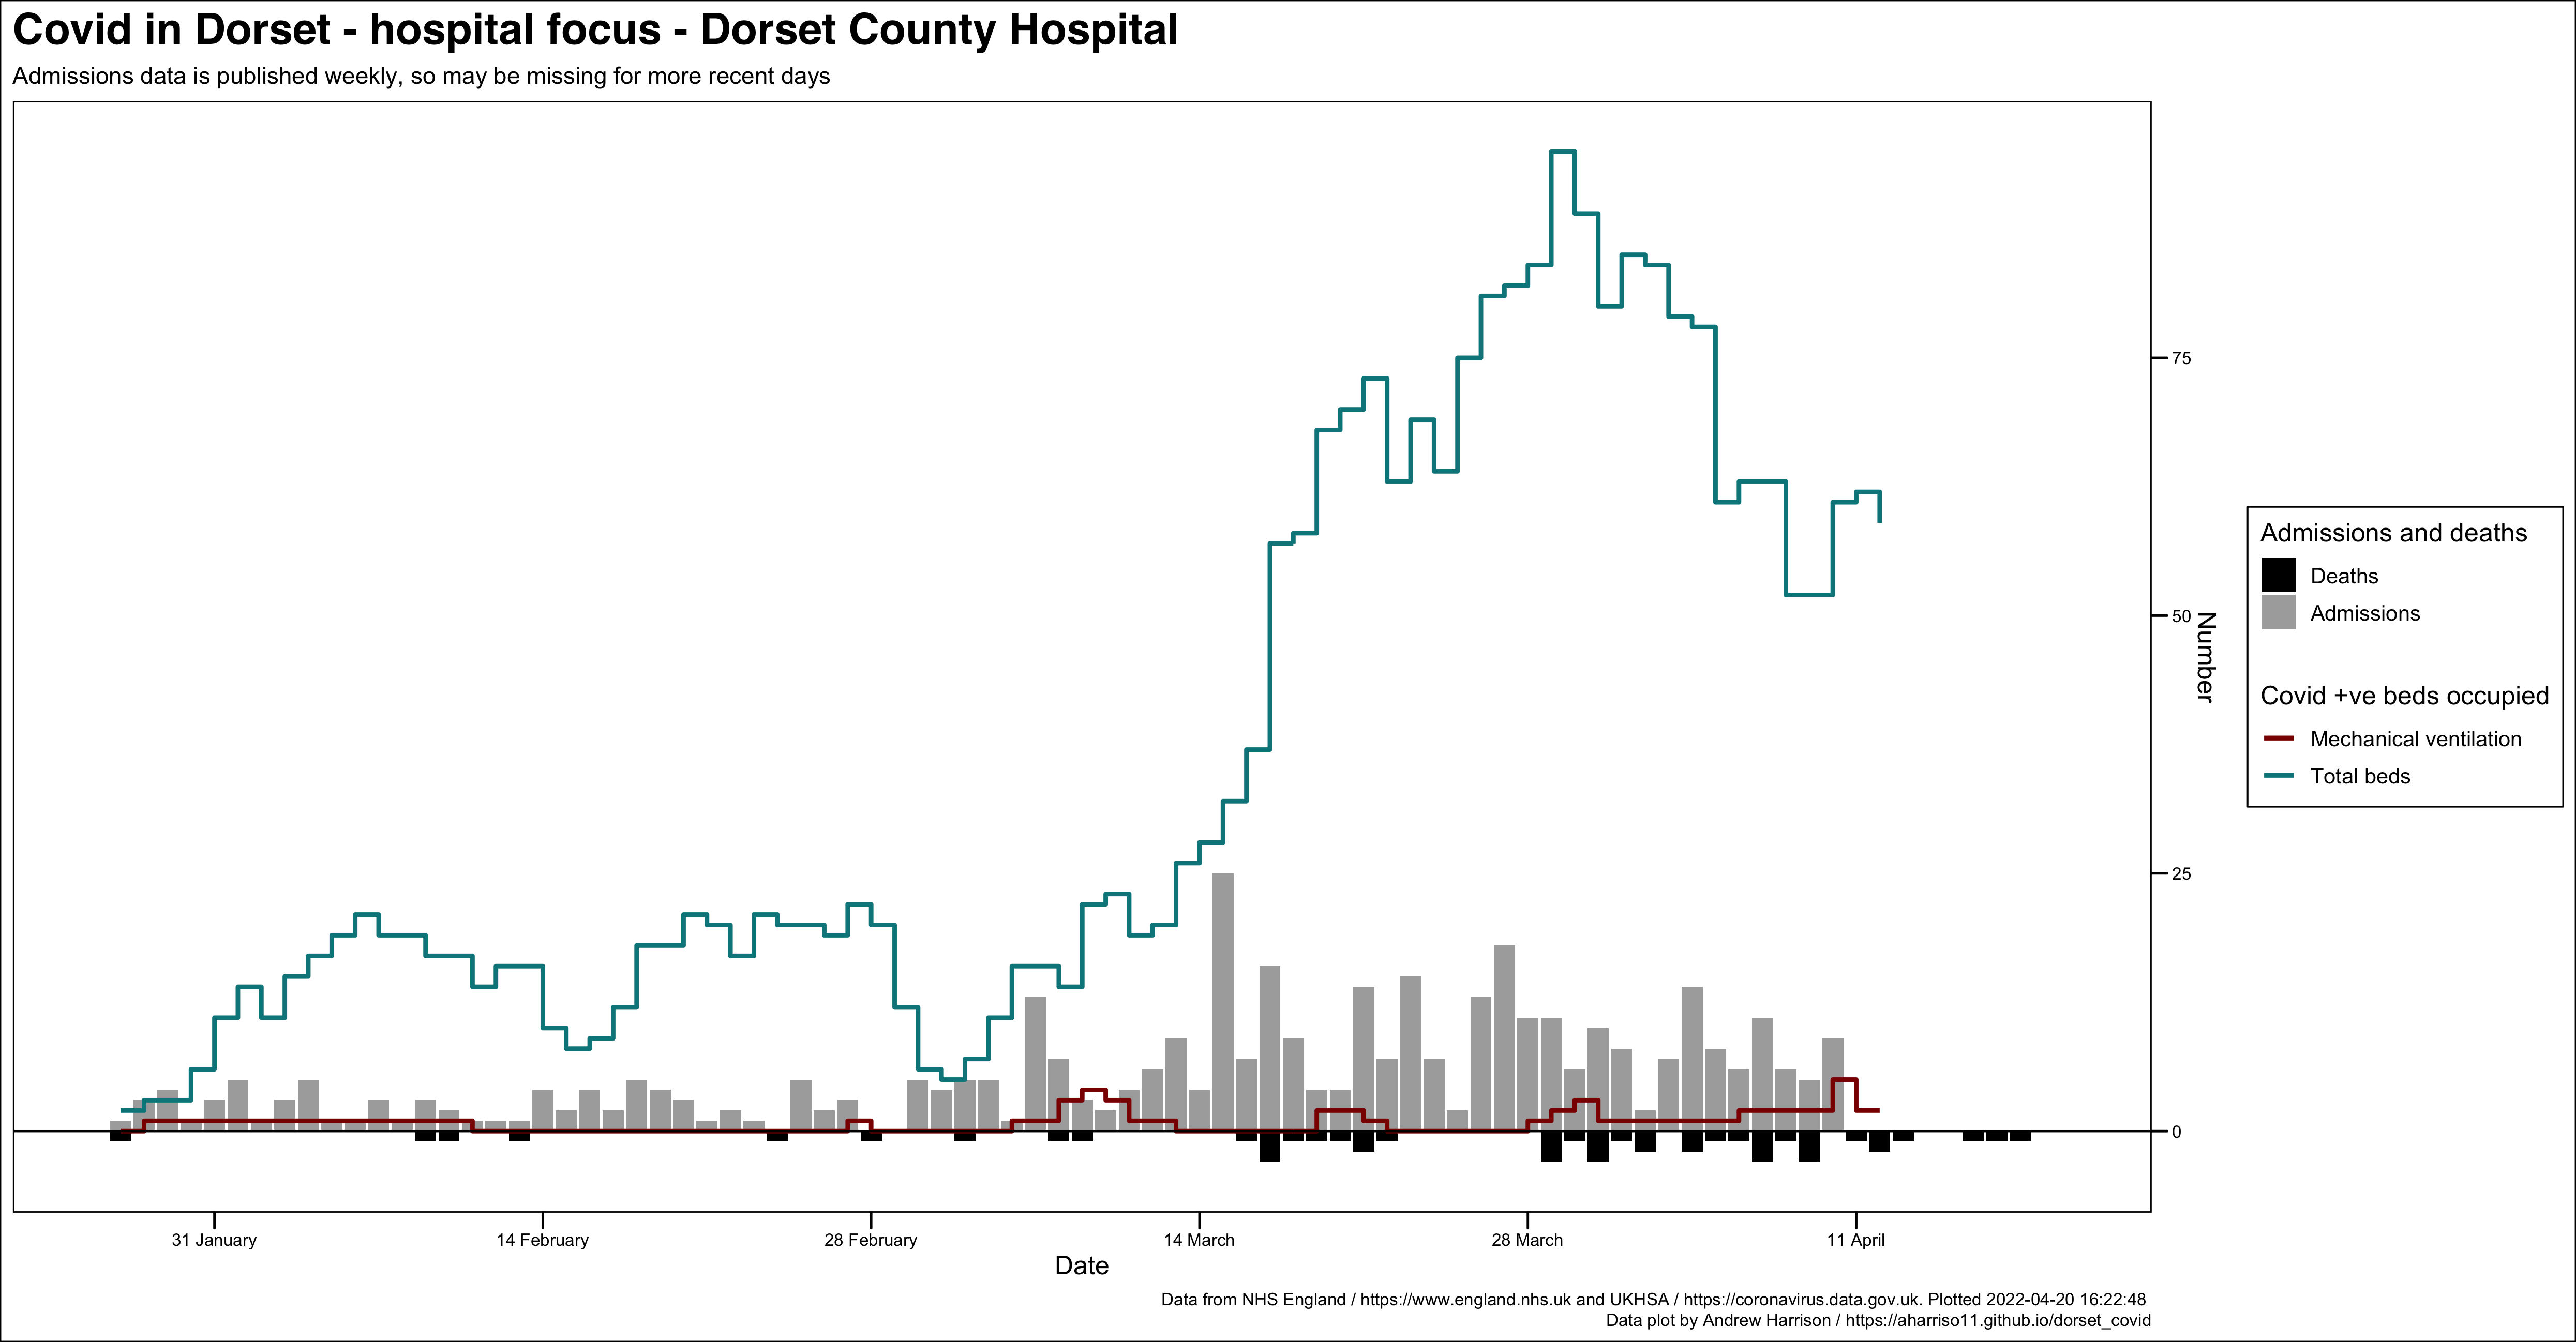 Covid in Dorset - hospital focus - Dorset County Hospital
Admissions data is published weekly, so may be missing for more recent days
75
50
25
0
Number
Admissions and deaths
Deaths
Admissions
Covid +ve beds occupied
Mechanical ventilation
Total beds
31 January
14 February
28 February
14 March
28 March
11 April
Date
Data from NHS England / https://www.england.nhs.uk and UKHSA / https://coronavirus.data.gov.uk. Plotted 2022-04-20 16:22:48
Data plot by Andrew Harrison / https://aharriso11.github.io/dorset_covid